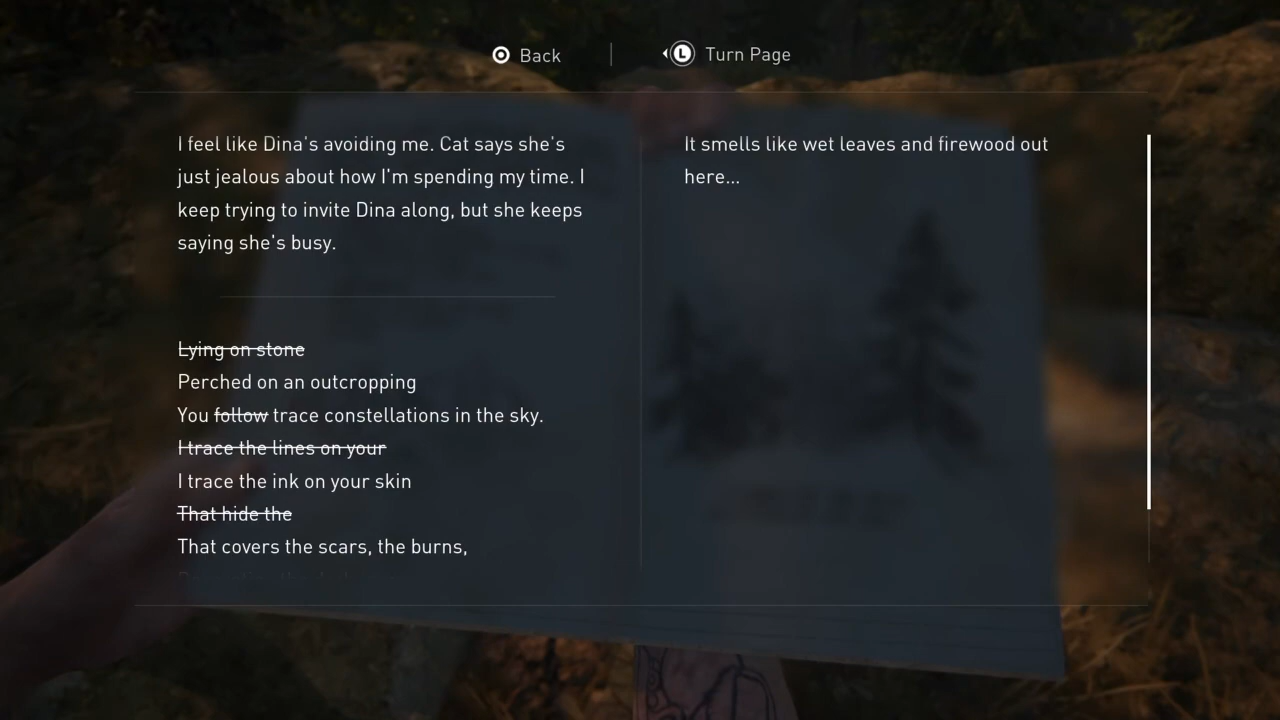 Back
L Turn Page
I feel like Dina's avoiding me. Cat says she's
just jealous about how I'm spending my time. I
keep trying to invite Dina along, but she keeps
saying she's busy.
Lying on stone
Perched on an outcropping
You follow trace constellations in the sky.
I trace the lines on your
I trace the ink on your skin
That hide the
That covers the scars, the burns,
It smells like wet leaves and firewood out
here...